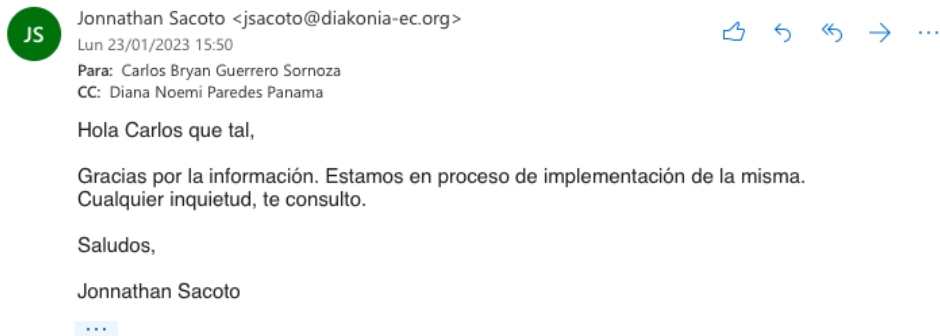 JS
Jonnathan Sacoto <jsacoto@diakonia-ec.org>
Lun 23/01/2023 15:50
Para: Carlos Bryan Guerrero Sornoza
CC: Diana Noemi Paredes Panama
Hola Carlos que tal,
Gracias por la información. Estamos en proceso de implementación de la misma.
Cualquier inquietud, te consulto.
Saludos,
Jonnathan Sacoto